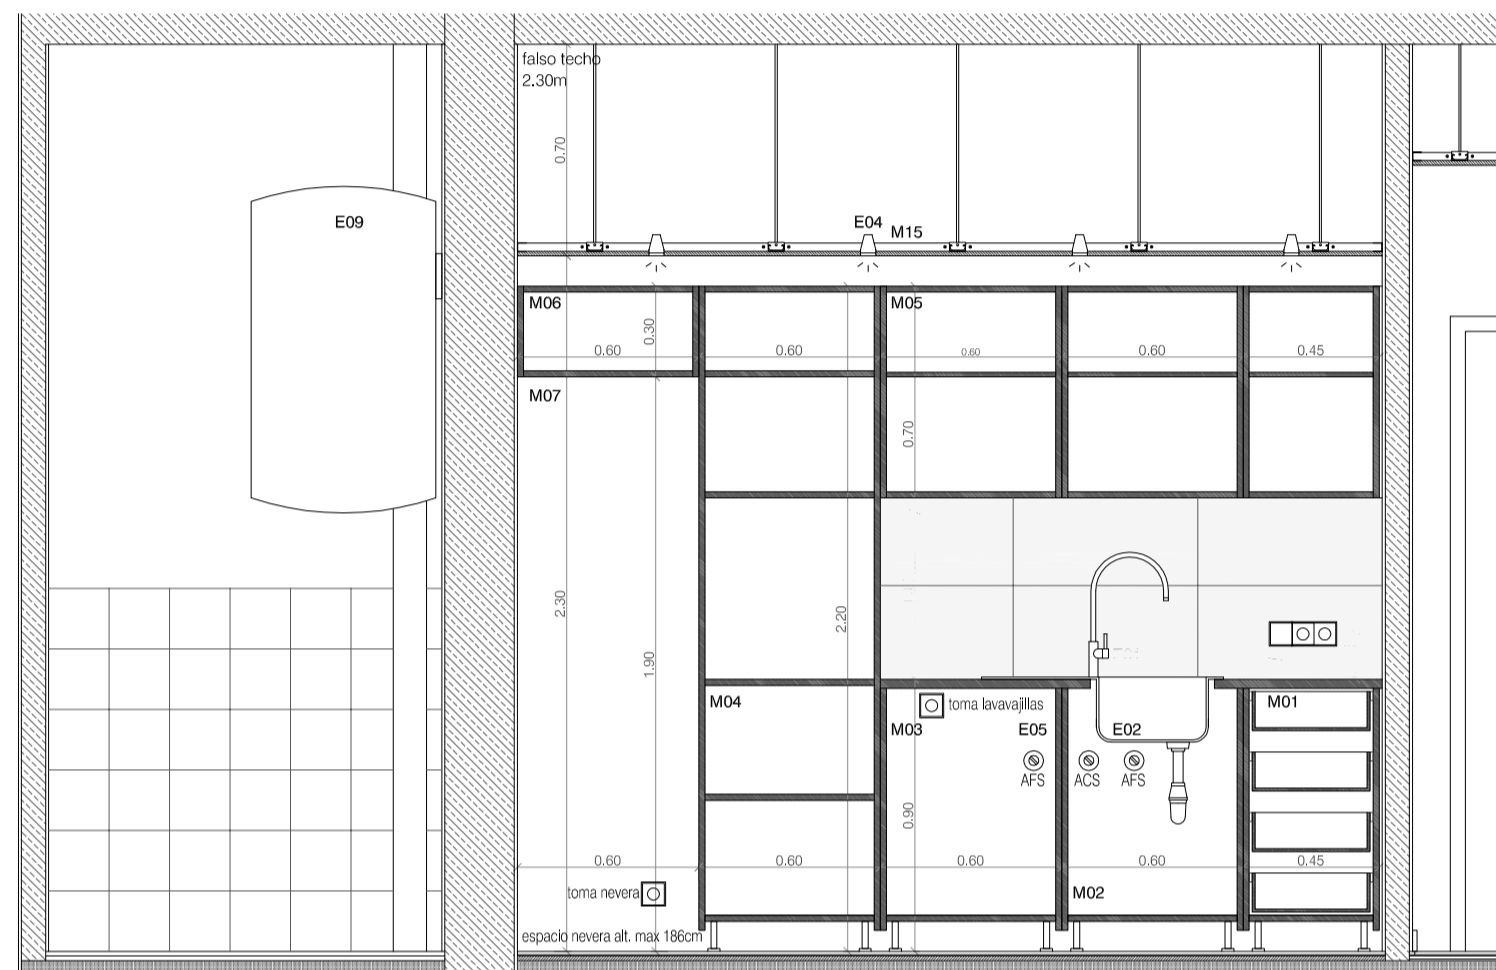 falso techo
2.30m
0.70
E09
E04
M15
M06
M05
0.30
0.60
0.60
0.60
0.60
0.45
M07
0.70
2.30
2.20
1.90
M04
toma lavavajillas
M01
M03
E05
E02
AFS
ACS
AFS
0.90
0.60
0.60
0.60
0.60
0.45
toma nevera
M02
espacio nevera alt. max 186cm